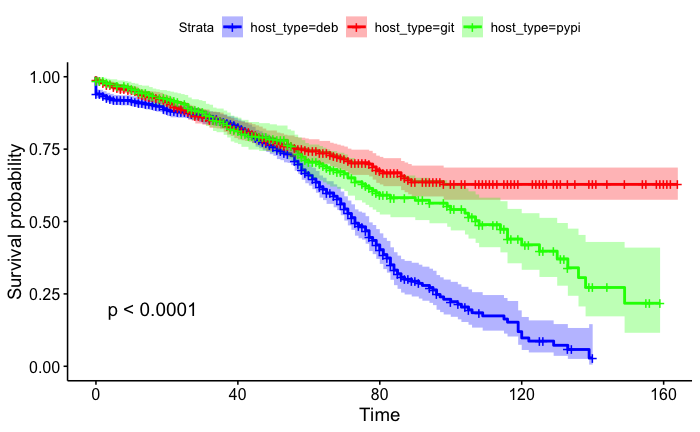 Strata host_type=deb host_type=git host_type=pypi
1.00
0.75
0.50
0.25
0.00
Survival probability
p < 0.0001
0 40 80 120 160
Time